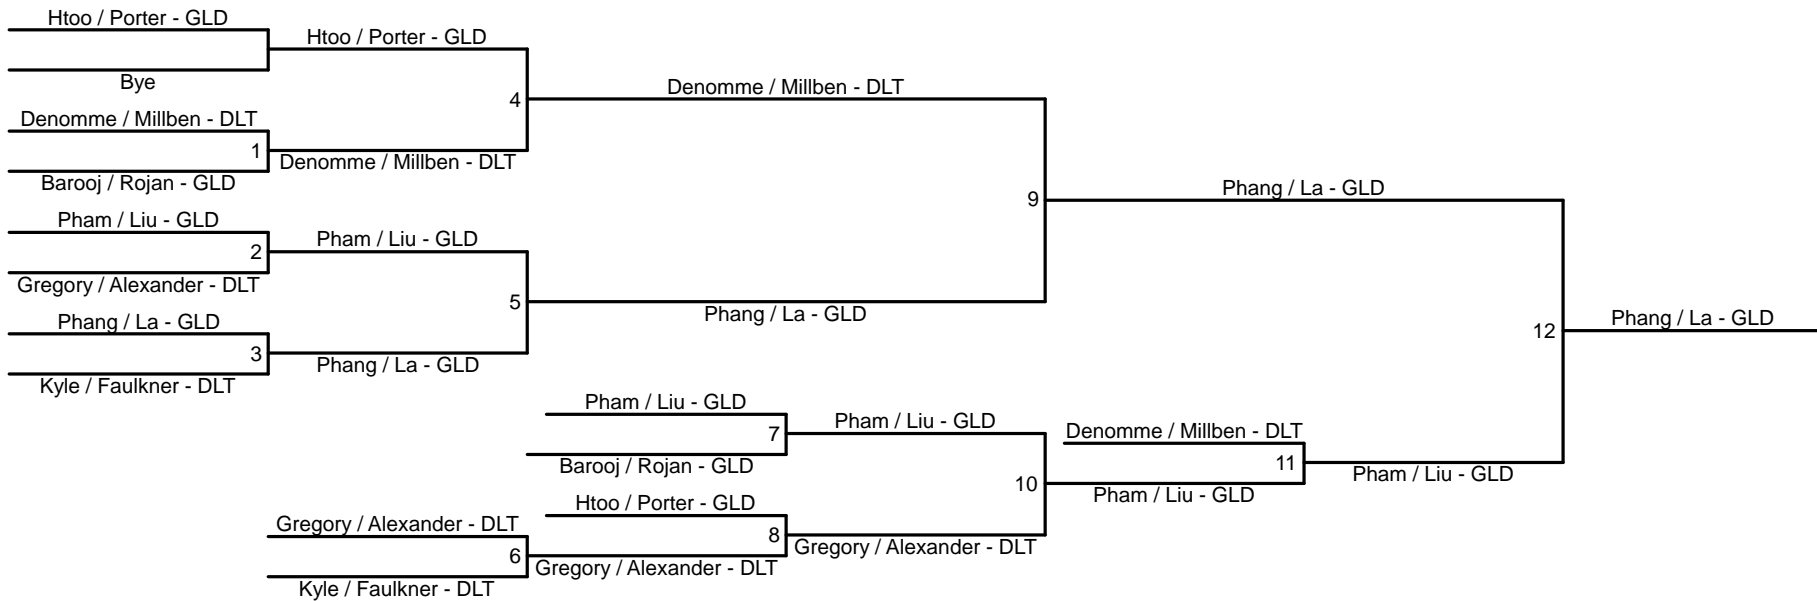 Htoo / Porter - GLD
Htoo / Porter - GLD
Bye
Denomme / Millben - DLT
4
Denomme / Millben - DLT
1
Denomme / Millben - DLT
Barooj / Rojan - GLD
Phang / La - GLD
9
Pham / Liu - GLD
Pham / Liu - GLD
2
Gregory / Alexander - DLT
5
Phang / La - GLD
Phang / La - GLD
Phang / La - GLD
12
3
Phang / La - GLD
Kyle / Faulkner - DLT
Pham / Liu - GLD
Pham / Liu - GLD
7
Denomme / Millben - DLT
Barooj / Rojan - GLD
11
Pham / Liu - GLD
10
Pham / Liu - GLD
Htoo / Porter - GLD
Gregory / Alexander - DLT
8
Gregory / Alexander - DLT
6
Gregory / Alexander - DLT
Kyle / Faulkner - DLT